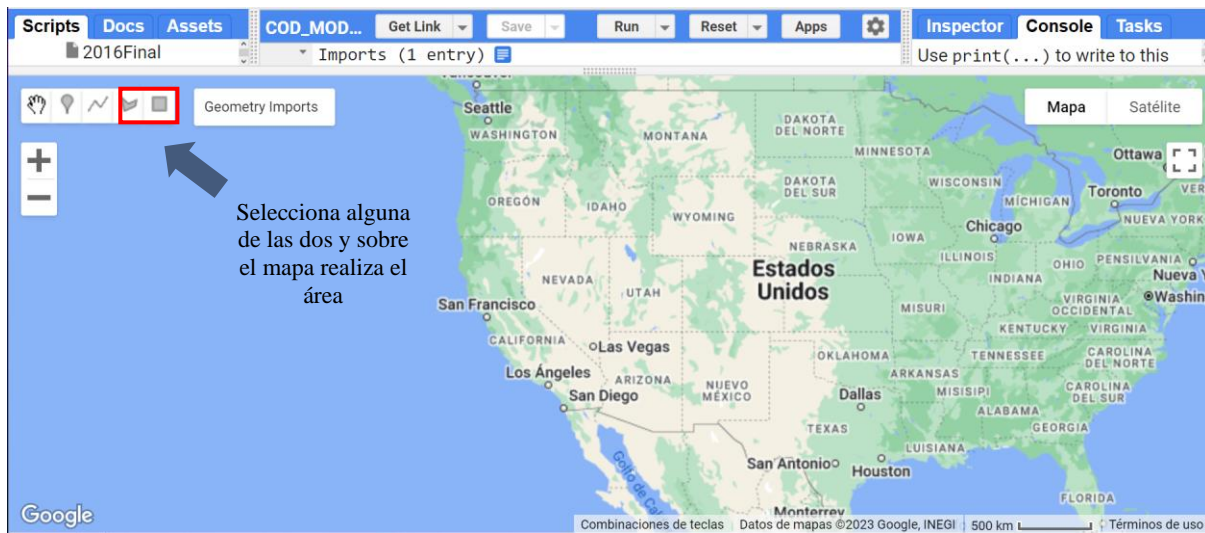 Scripts Docs Assets
COD_MOD... Get Link Save Run Reset Apps
Inspector Console Tasks
2016Final
Imports (1 entry)
Use print(...) to write to this
Geometry Imports
Mapa Satélite
Selecciona alguna
de las dos y sobre
el mapa realiza el
área
Vancouver
Seattle
WASHINGTON
MONTANA
DAKOTA
DEL NORTE
MINNESOTA
Ottawa
DAKOTA
DEL SUR
WISCONSIN
MÍCHIGAN
Toronto
VER
OREGÓN
IDAHO
WYOMING
Chicago
NUEVA YORK
NEBRASKA
IOWA
ILLINOIS
INDIANA
OHIO
PENSILVANIA
Nueva Y
Estados
Unidos
NEVADA
UTAH
San Francisco
MISURI
VIRGINIA
OCCIDENTAL
Washin
KENTUCKY
VIRGINIA
CALIFORNIA
Las Vegas
OKLAHOMA
TENNESSEE
CAROLINA
DEL NORTE
Los Ángeles
ARIZONA
NUEVO
MÉXICO
ARKANSAS
San Diego
Dallas
MISISIPI
CAROLINA
DEL SUR
ALABAMA
TEXAS
GEORGIA
LUISIANA
San Antonio
Houston
Golfo de Cal
FLORIDA
Monterrey
Google
Combinaciones de teclas Datos de mapas ©2023 Google, INEGI 500 km Términos de uso